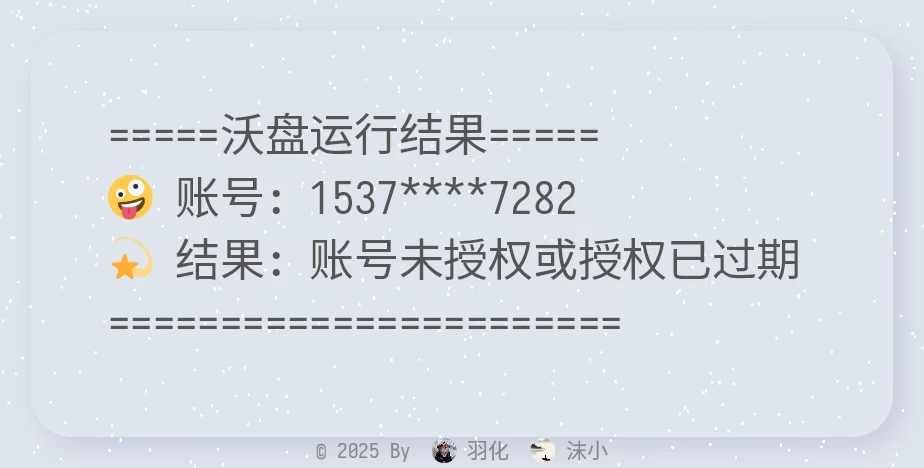 =====沃盘运行结果=====
🤪 账号：1537****7282
💫 结果：账号未授权或授权已过期
========================
© 2025 By 羽化 沫小